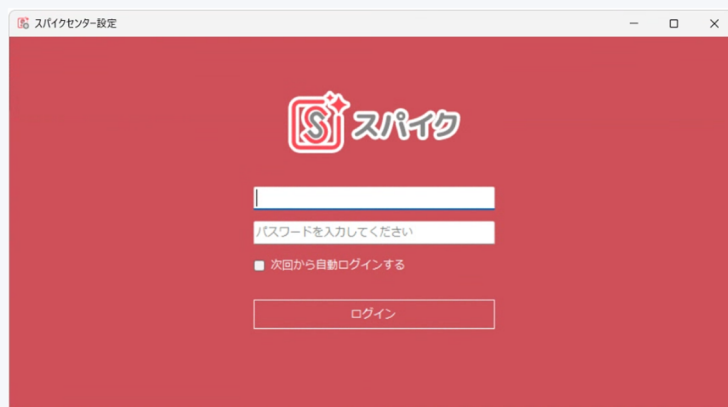 スパイクセンター設定
スパイク
パスワードを入力してください
次回から自動ログインする
ログイン